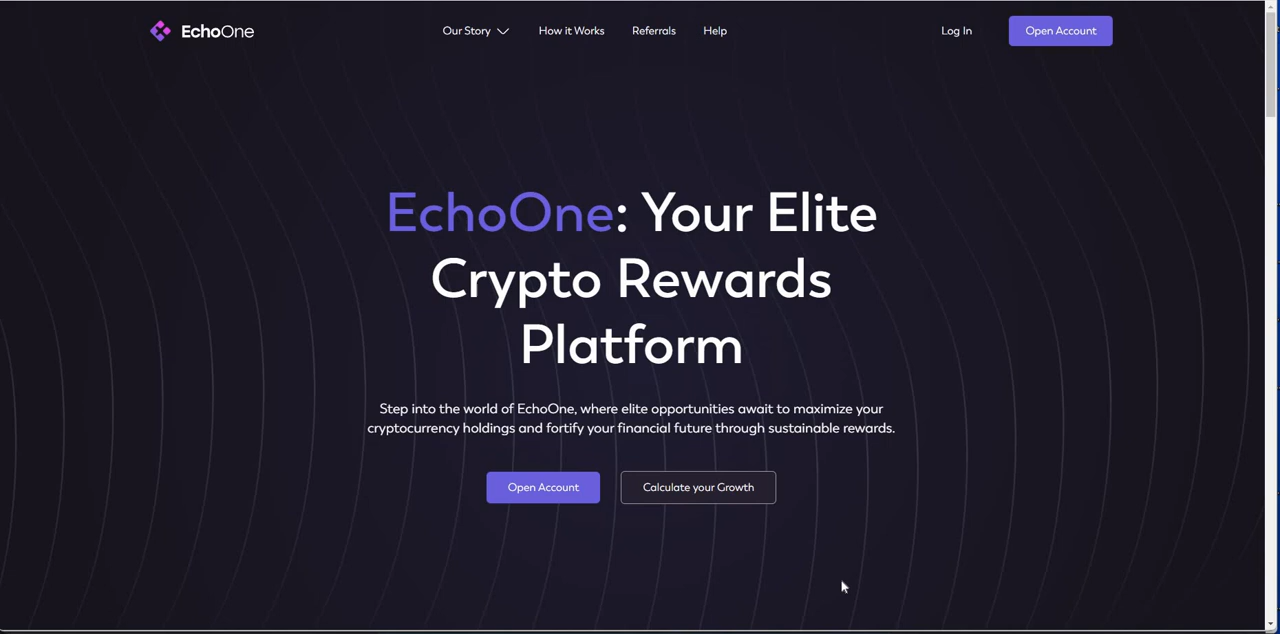 EchoOne
Our Story
How it Works
Referrals
Help
Log In
Open Account
EchoOne: Your Elite
Crypto Rewards
Platform
Step into the world of EchoOne, where elite opportunities await to maximize your
cryptocurrency holdings and fortify your financial future through sustainable rewards.
Open Account
Calculate your Growth